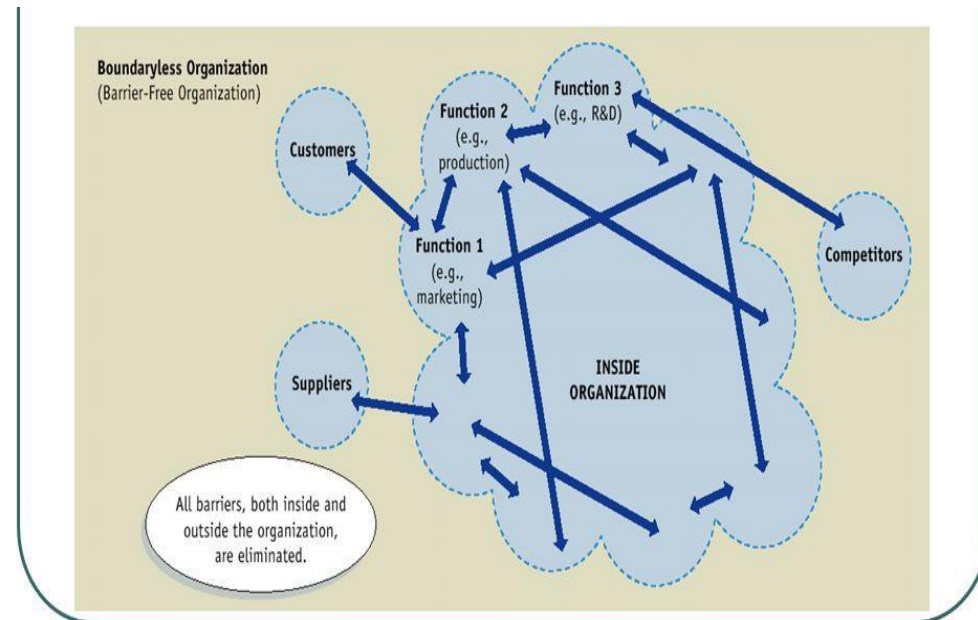 Boundaryless Organization
(Barrier-Free Organization)
Customers
Function 1
(e.g.,
marketing)
Function 2
(e.g.,
production)
Function 3
(e.g., R&D)
Competitors
Suppliers
INSIDE
ORGANIZATION
All barriers, both inside and
outside the organization,
are eliminated.